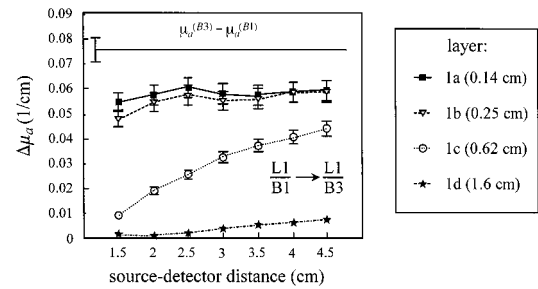 0.09
0.08
0.07
0.06
0.05
0.04
0.03
0.02
0.01
0
Δμa (1/cm)
μa(B3) – μa(B1)
L1 → L1
B1 B3
1.5 2 2.5 3 3.5 4 4.5
source-detector distance (cm)
layer:
1a (0.14 cm)
1b (0.25 cm)
1c (0.62 cm)
1d (1.6 cm)